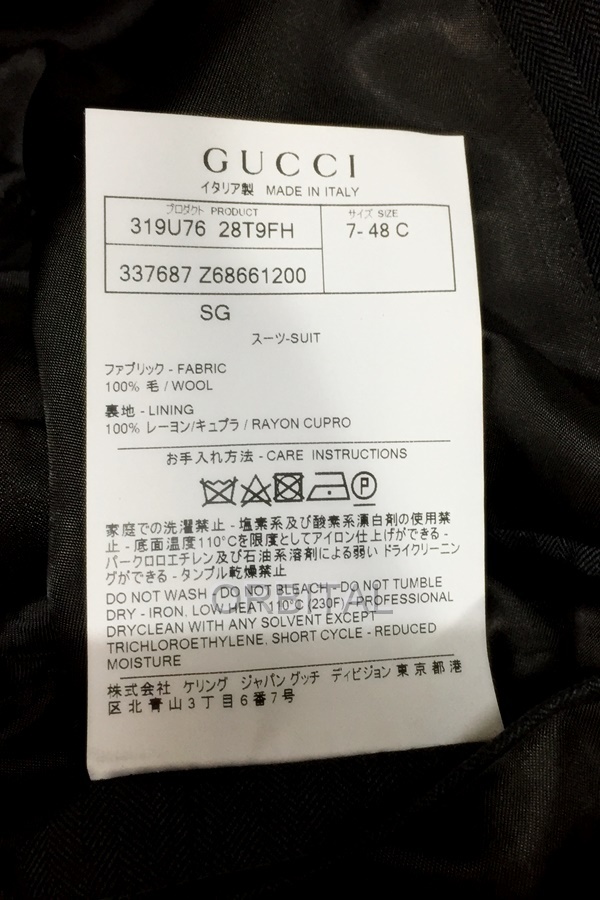 GUCCI
イタリア製 MADE IN ITALY
プロダクト PRODUCT サイズ SIZE
319U76 28T9FH 7- 48 C
337687 Z68661200
SG
スーツ-SUIT
ファブリック - FABRIC
100% 毛 / WOOL
裏地 - LINING
100% レーヨン/キュプラ / RAYON CUPRO
お手入れ方法 - CARE INSTRUCTIONS
P
家庭での洗濯禁止 - 塩素系及び酸素系漂白剤の使用禁
止 - 底面温度110°Cを限度としてアイロン仕上げができる -
パークロロエチレン及び石油系溶剤による弱い ドライクリーニン
グができる - タンブル乾燥禁止
DO NOT WASH - DO NOT BLEACH - DO NOT TUMBLE
DRY - IRON, LOW HEAT 110°C (230F) - PROFESSIONAL
DRYCLEAN WITH ANY SOLVENT EXCEPT
TRICHLOROETHYLENE, SHORT CYCLE - REDUCED
MOISTURE
ORBITAL
株式会社 ケリング ジャパン グッチ ディビジョン 東京都港
区北青山3丁目6番7号